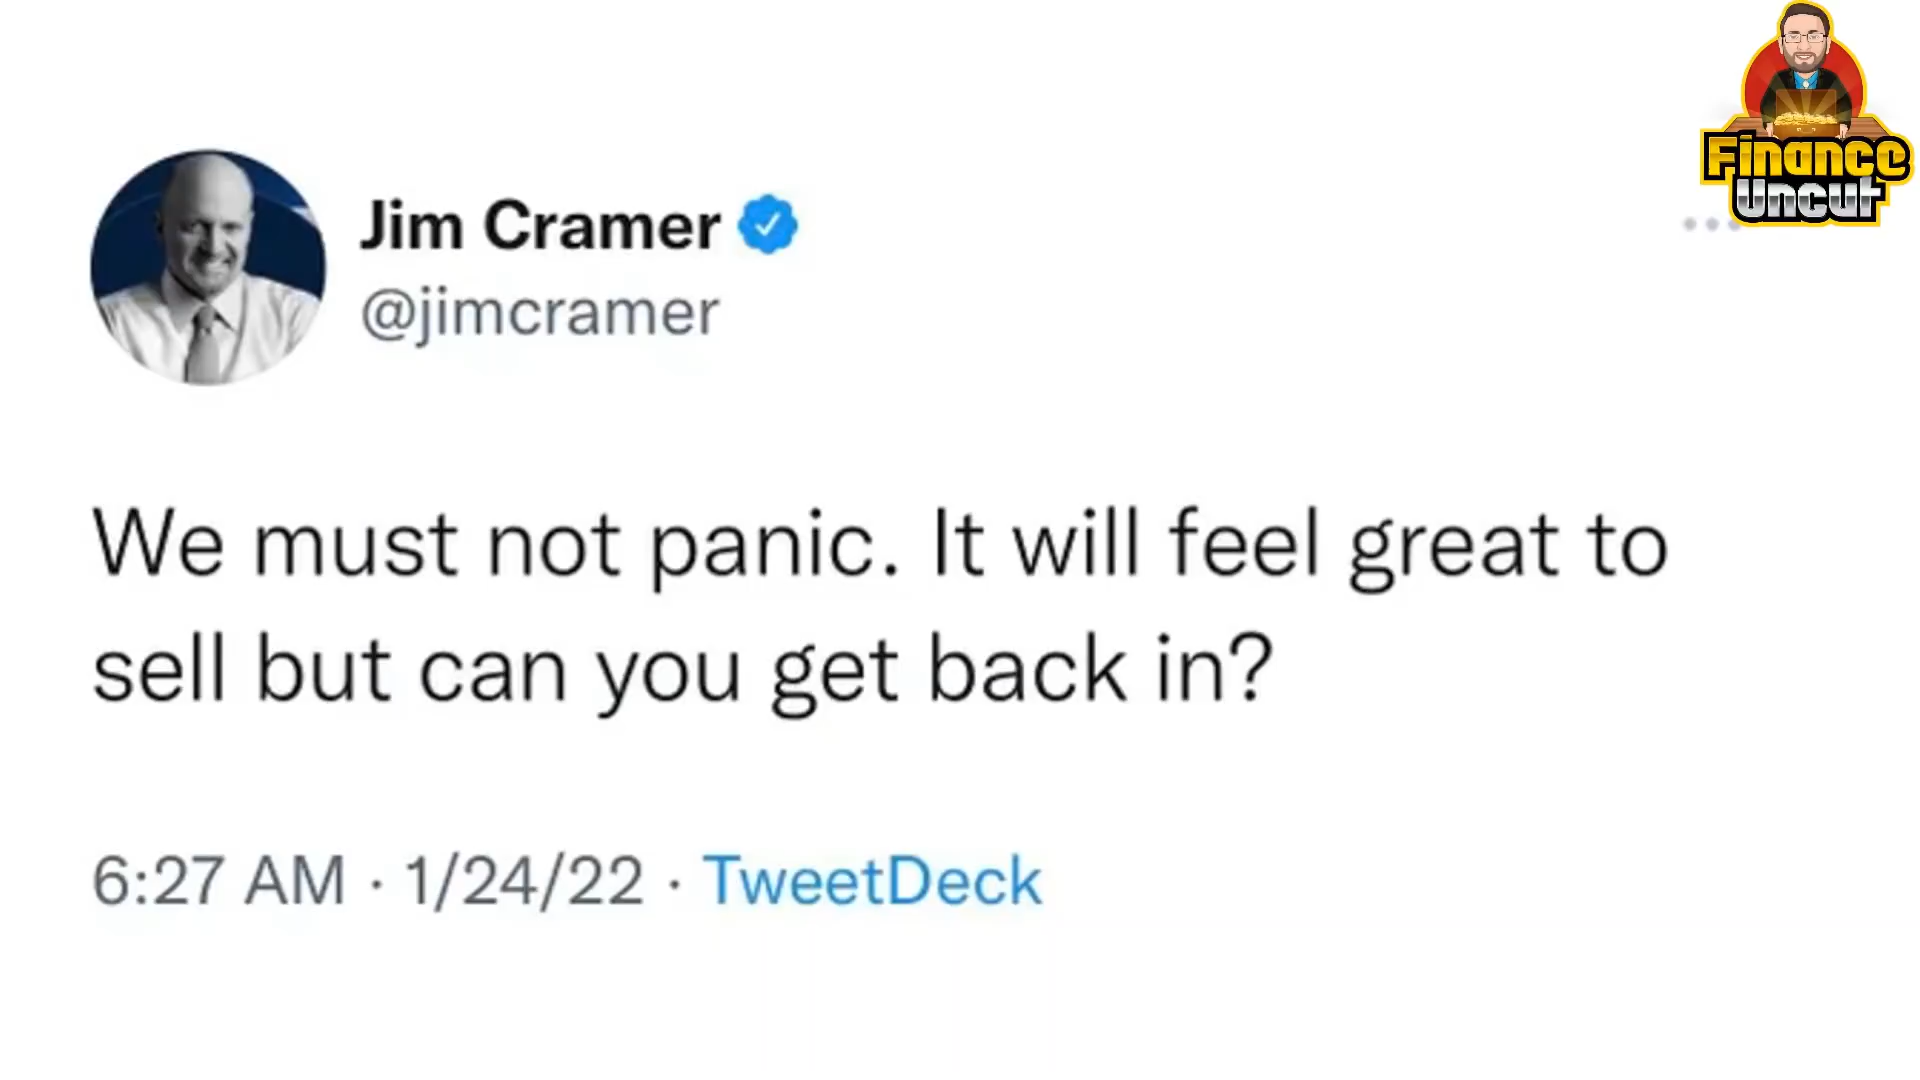 Finance
Uncut
Jim Cramer
@jimcramer
We must not panic. It will feel great to
sell but can you get back in?
6:27 AM · 1/24/22 · TweetDeck